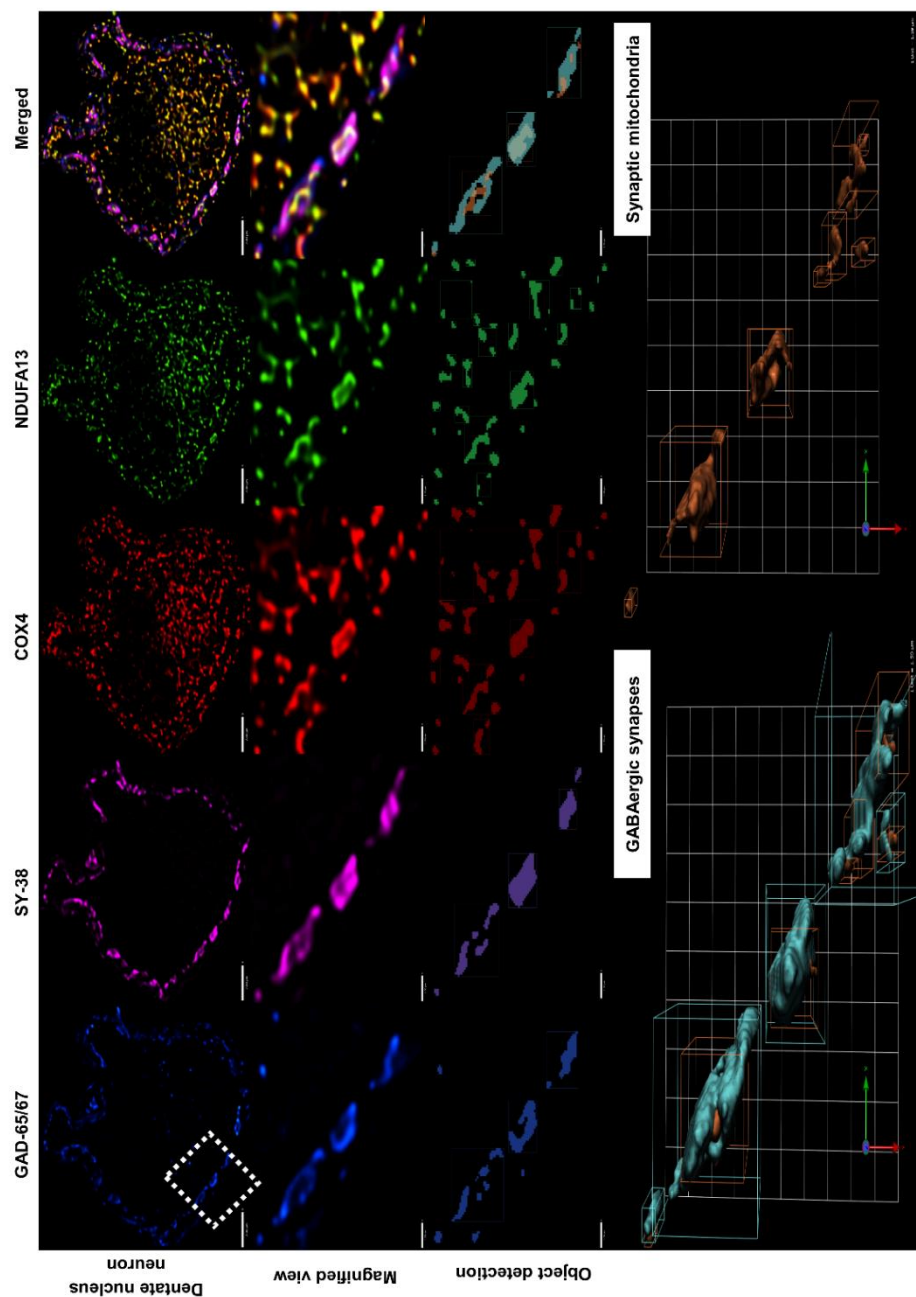 GAD-65/67
SY-38
COX4
NDUFA13
Merged
Dentate nucleus
neuron
Magnified view
Object detection
GABAergic synapses
Synaptic mitochondria